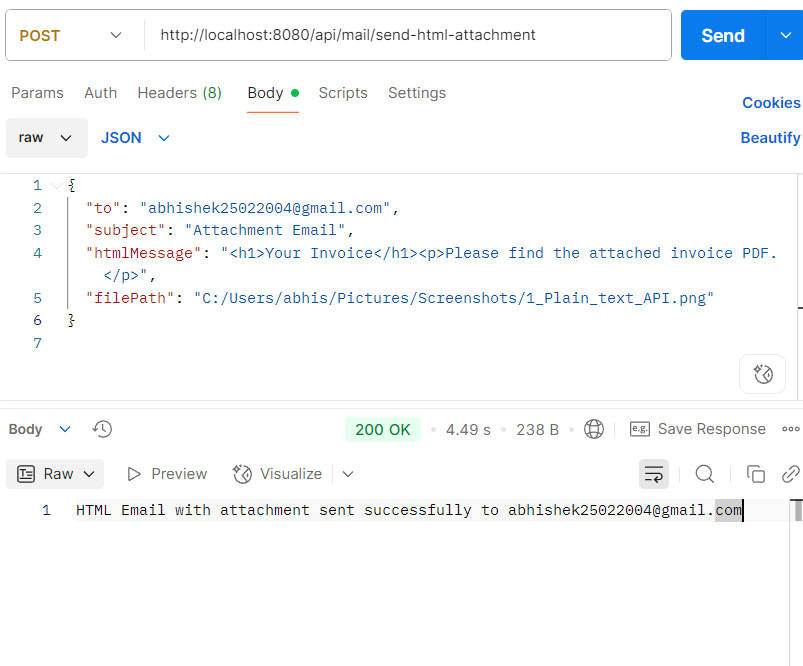 POST http://localhost:8080/api/mail/send-html-attachment Send
Params Auth Headers (8) Body Scripts Settings
Cookies
raw JSON Beautify
1 {
2 "to": "abhishek25022004@gmail.com",
3 "subject": "Attachment Email",
4 "htmlMessage": "<h1>Your Invoice</h1><p>Please find the attached invoice PDF.
</p>",
5 "filePath": "C:/Users/abhis/Pictures/Screenshots/1_Plain_text_API.png"
6 }
7
Body 200 OK • 4.49 s • 238 B • e.g. Save Response
Raw Preview Visualize
1 HTML Email with attachment sent successfully to abhishek25022004@gmail.com